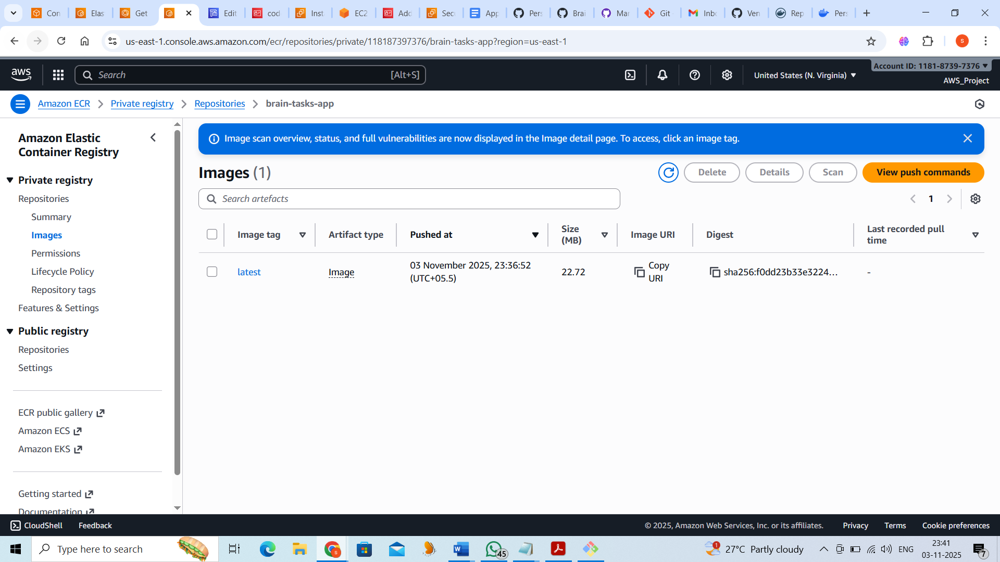 Con
Elas
Get
Edit
cod
Inst
EC2
Add
Sec
App
Pers
Brai
Mar
Git
Inbo
Ven
Rep
Pers
us-east-1.console.aws.amazon.com/ecr/repositories/private/118187397376/brain-tasks-app?region=us-east-1
S
aws
Search
[Alt+S]
United States (N. Virginia)
Account ID: 1181-8739-7376
AWS_Project
Amazon ECR
Private registry
Repositories
brain-tasks-app
Amazon Elastic
Container Registry
Private registry
Repositories
Summary
Images
Permissions
Lifecycle Policy
Repository tags
Features & Settings
Public registry
Repositories
Settings
ECR public gallery
Amazon ECS
Amazon EKS
Getting started
Documentation
Image scan overview, status, and full vulnerabilities are now displayed in the Image detail page. To access, click an image tag.
Images (1)
Delete
Details
Scan
View push commands
Search artefacts
1
Image tag
Artifact type
Pushed at
Size
(MB)
Image URI
Digest
Last recorded pull
time
latest
Image
03 November 2025, 23:36:52
(UTC+05.5)
22.72
Copy
URI
sha256:f0dd23b33e3224...
-
CloudShell
Feedback
© 2025, Amazon Web Services, Inc. or its affiliates.
Privacy
Terms
Cookie preferences
Type here to search
45
1
27°C Partly cloudy
ENG
23:41
03-11-2025
7